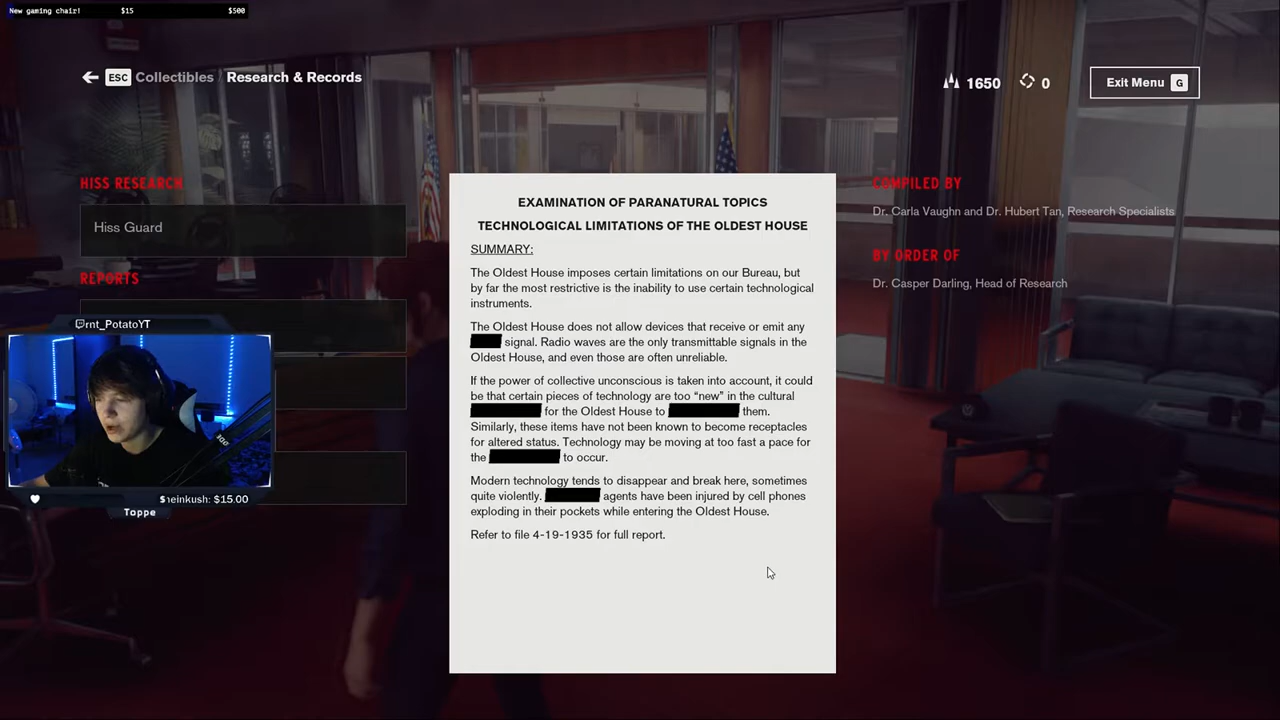 New gaming chair! $15 $500
ESC Collectibles / Research & Records
1650 0 Exit Menu G
HISS RESEARCH
Hiss Guard
REPORTS
EXAMINATION OF PARANATURAL TOPICS
TECHNOLOGICAL LIMITATIONS OF THE OLDEST HOUSE
SUMMARY:
The Oldest House imposes certain limitations on our Bureau, but
by far the most restrictive is the inability to use certain technological
instruments.
The Oldest House does not allow devices that receive or emit any
signal. Radio waves are the only transmittable signals in the
Oldest House, and even those are often unreliable.
If the power of collective unconscious is taken into account, it could
be that certain pieces of technology are too “new” in the cultural
for the Oldest House to them.
Similarly, these items have not been known to become receptacles
for altered status. Technology may be moving at too fast a pace for
the to occur.
Modern technology tends to disappear and break here, sometimes
quite violently. agents have been injured by cell phones
exploding in their pockets while entering the Oldest House.
Refer to file 4-19-1935 for full report.
COMPILED BY
Dr. Carla Vaughn and Dr. Hubert Tan, Research Specialists
BY ORDER OF
Dr. Casper Darling, Head of Research
rnt_PotatoYT
einkush: $15.00
Toppe